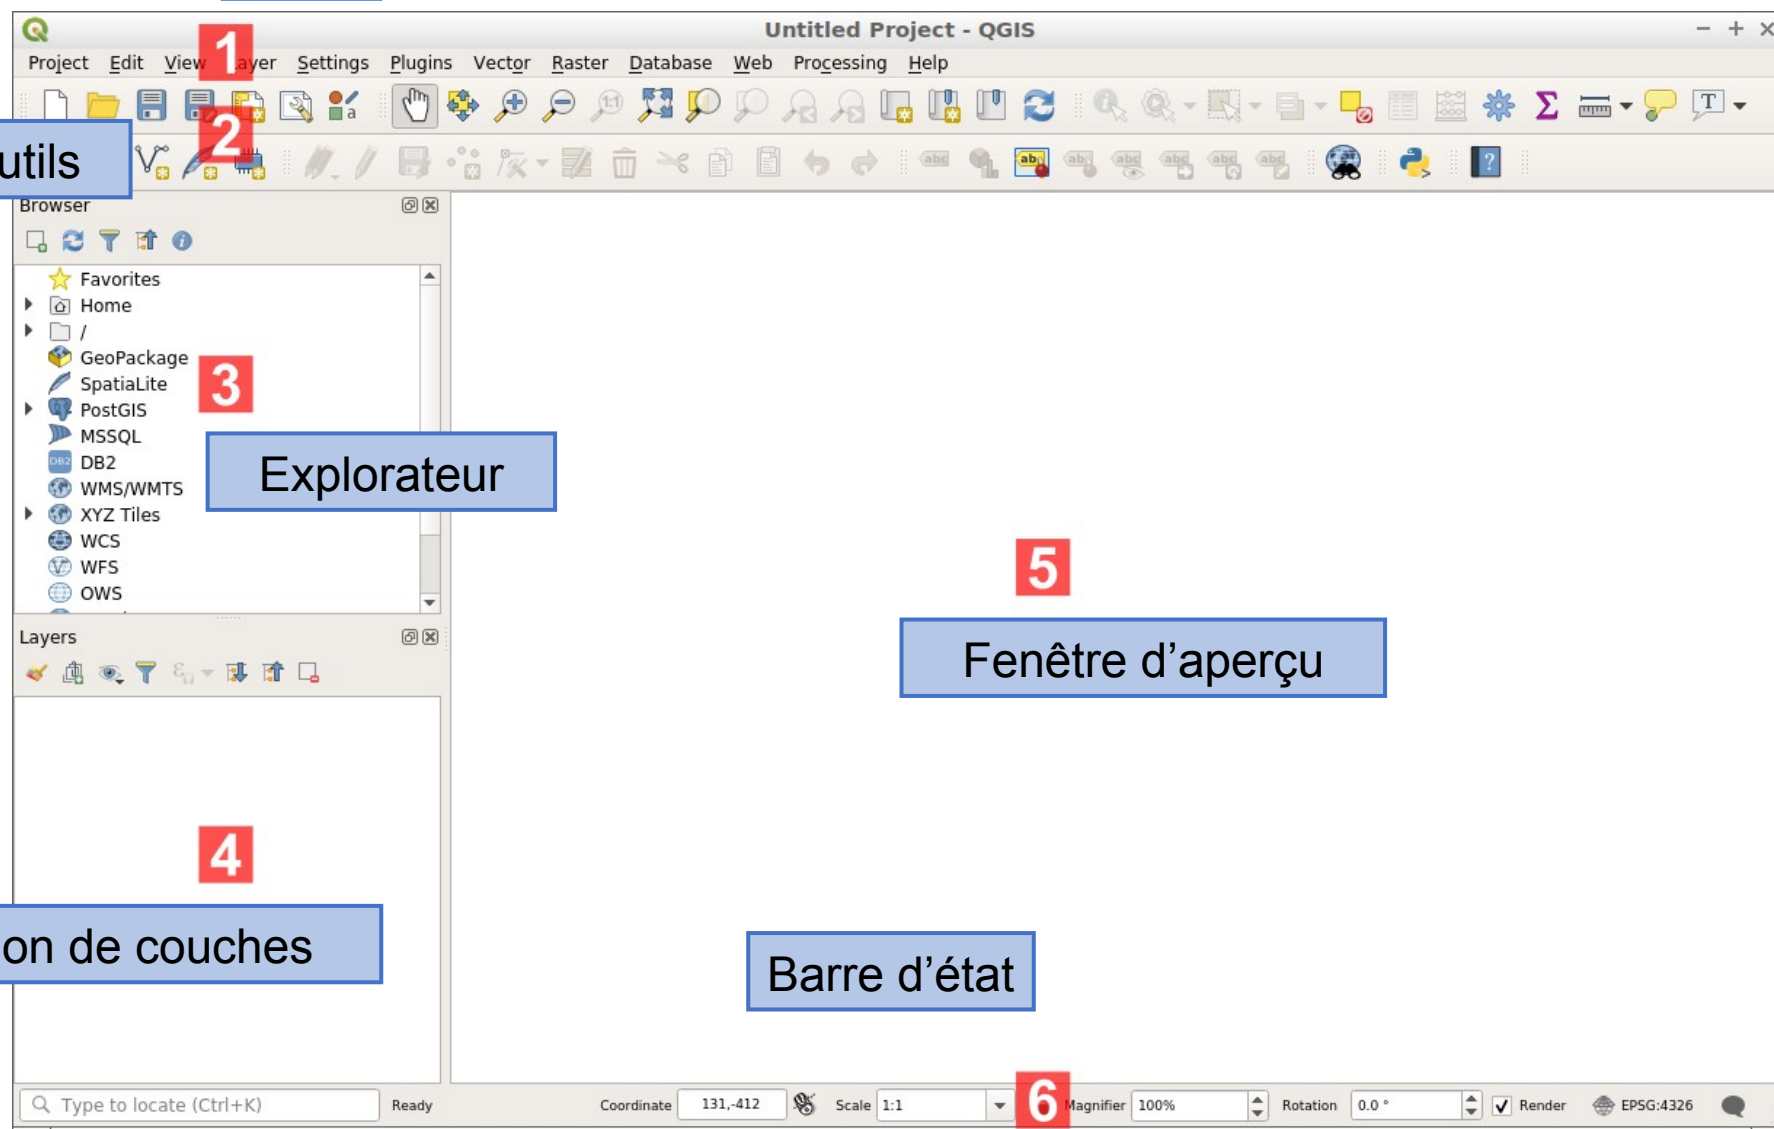 Untitled Project - QGIS
1
Project Edit View Layer Settings Plugins Vector Raster Database Web Processing Help
2
utils
Browser
Favorites
Home
/
GeoPackage
SpatiaLite
3
PostGIS
MSSQL
DB2
Explorateur
WMS/WMTS
XYZ Tiles
WCS
WFS
OWS
5
Layers
Fenêtre d’aperçu
4
on de couches
Barre d’état
6
Type to locate (Ctrl+K) Ready Coordinate 131,-412 Scale 1:1 Magnifier 100% Rotation 0.0 ° Render EPSG:4326